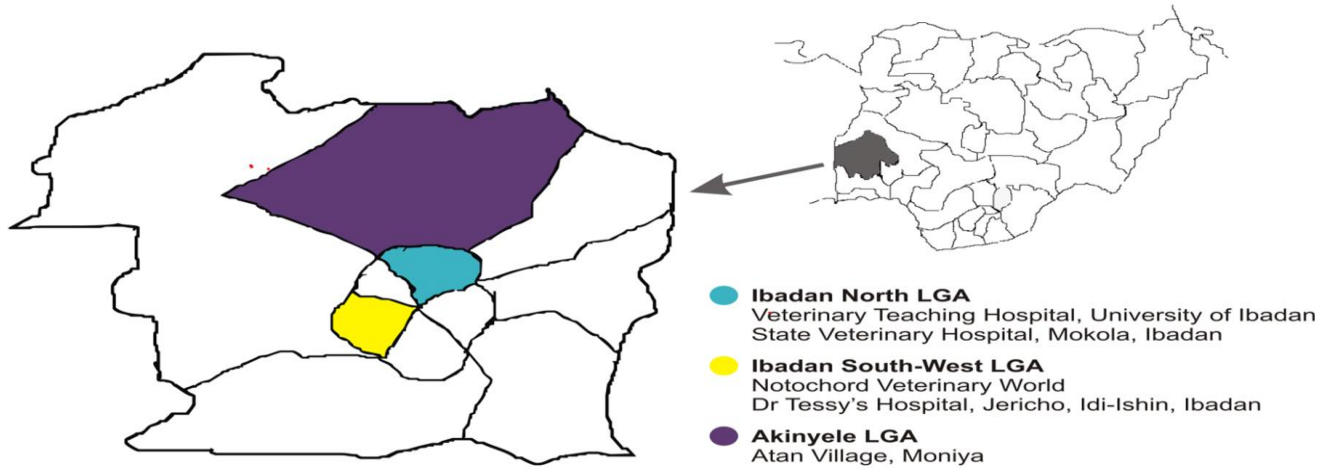 Ibadan North LGA
Veterinary Teaching Hospital, University of Ibadan
State Veterinary Hospital, Mokola, Ibadan
Ibadan South-West LGA
Notochord Veterinary World
Dr Tessy's Hospital, Jericho, Idi-Ishin, Ibadan
Akinyele LGA
Atan Village, Moniya